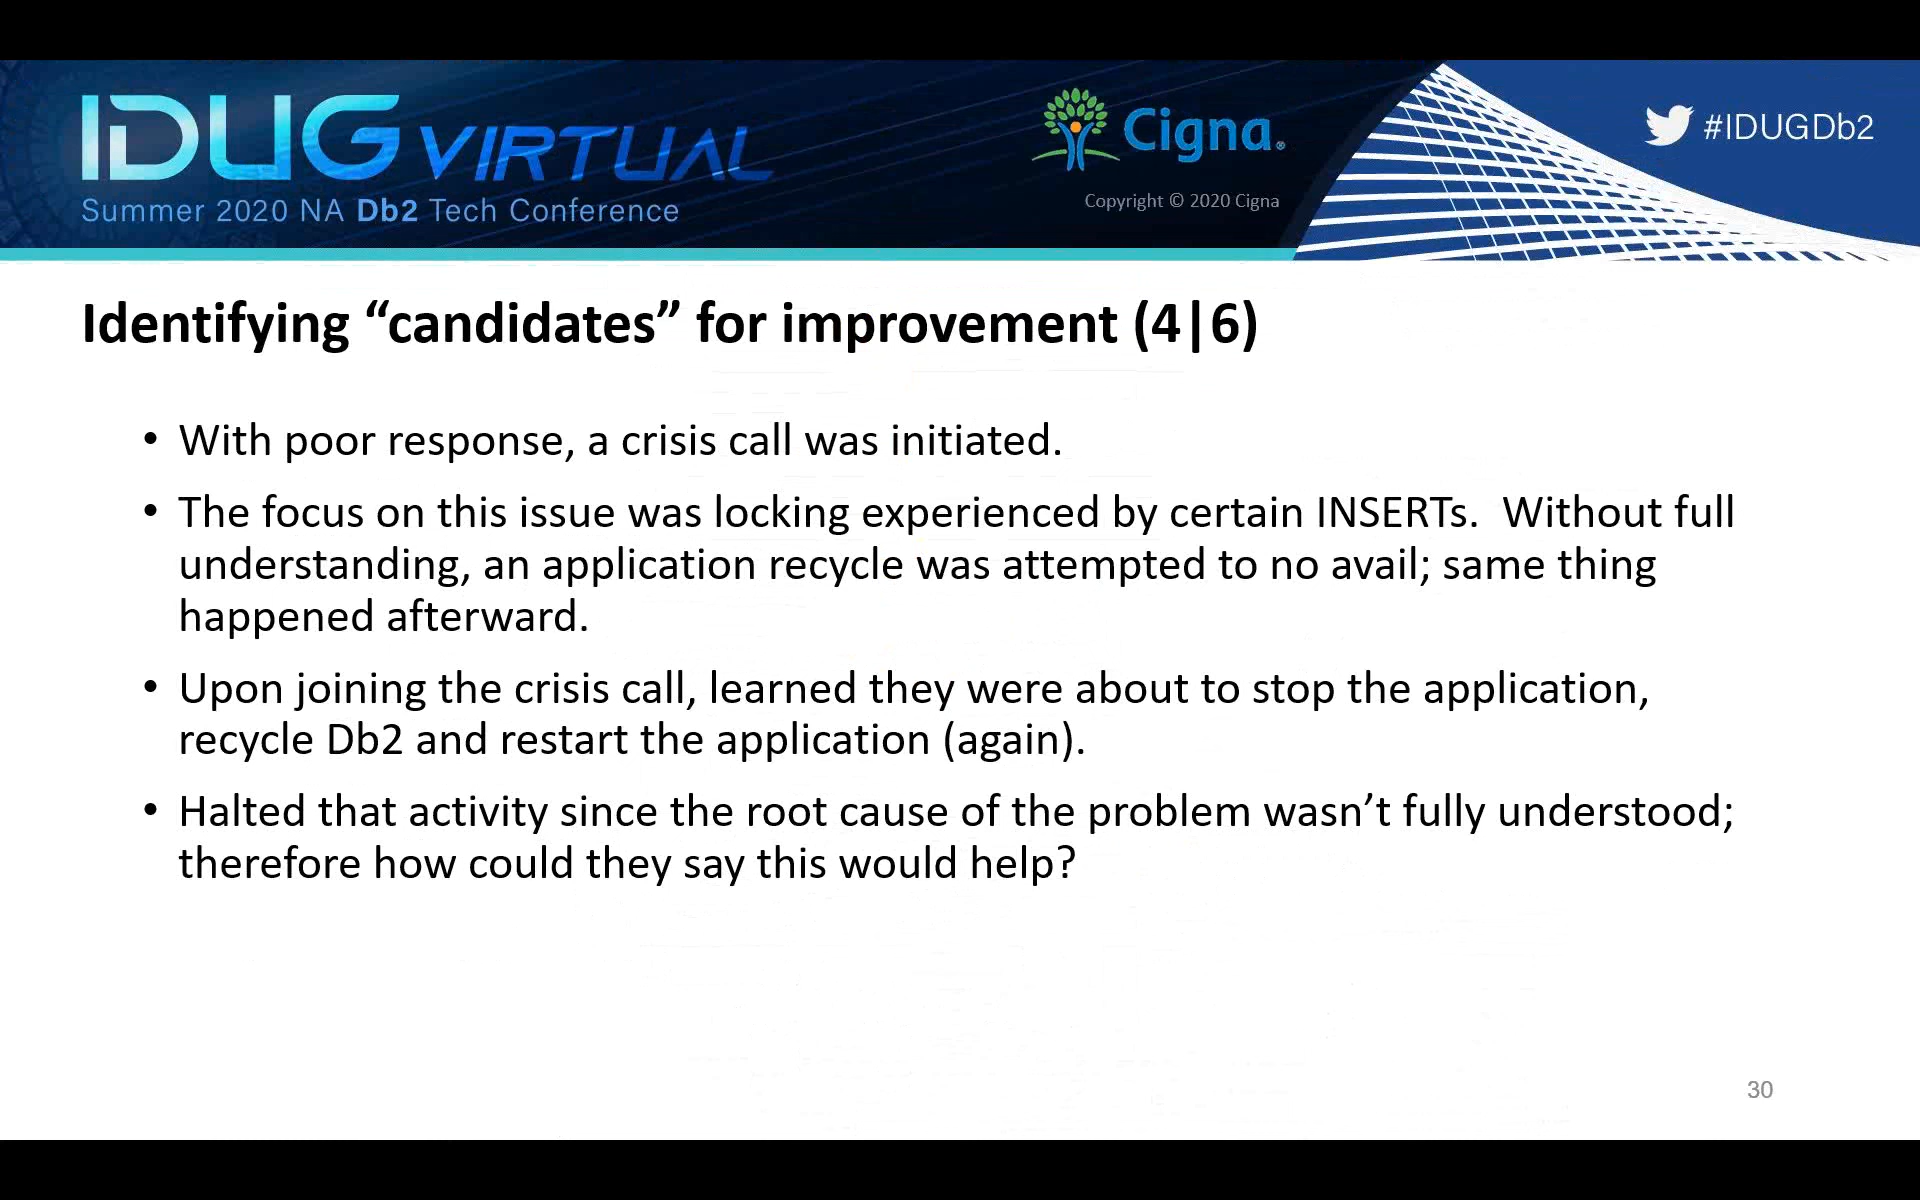 IDUG VIRTUAL
Summer 2020 NA Db2 Tech Conference
Cigna®
Copyright © 2020 Cigna
#IDUGDb2
Identifying “candidates” for improvement (4|6)
• With poor response, a crisis call was initiated.
• The focus on this issue was locking experienced by certain INSERTs.  Without full
understanding, an application recycle was attempted to no avail; same thing
happened afterward.
• Upon joining the crisis call, learned they were about to stop the application,
recycle Db2 and restart the application (again).
• Halted that activity since the root cause of the problem wasn’t fully understood;
therefore how could they say this would help?
30